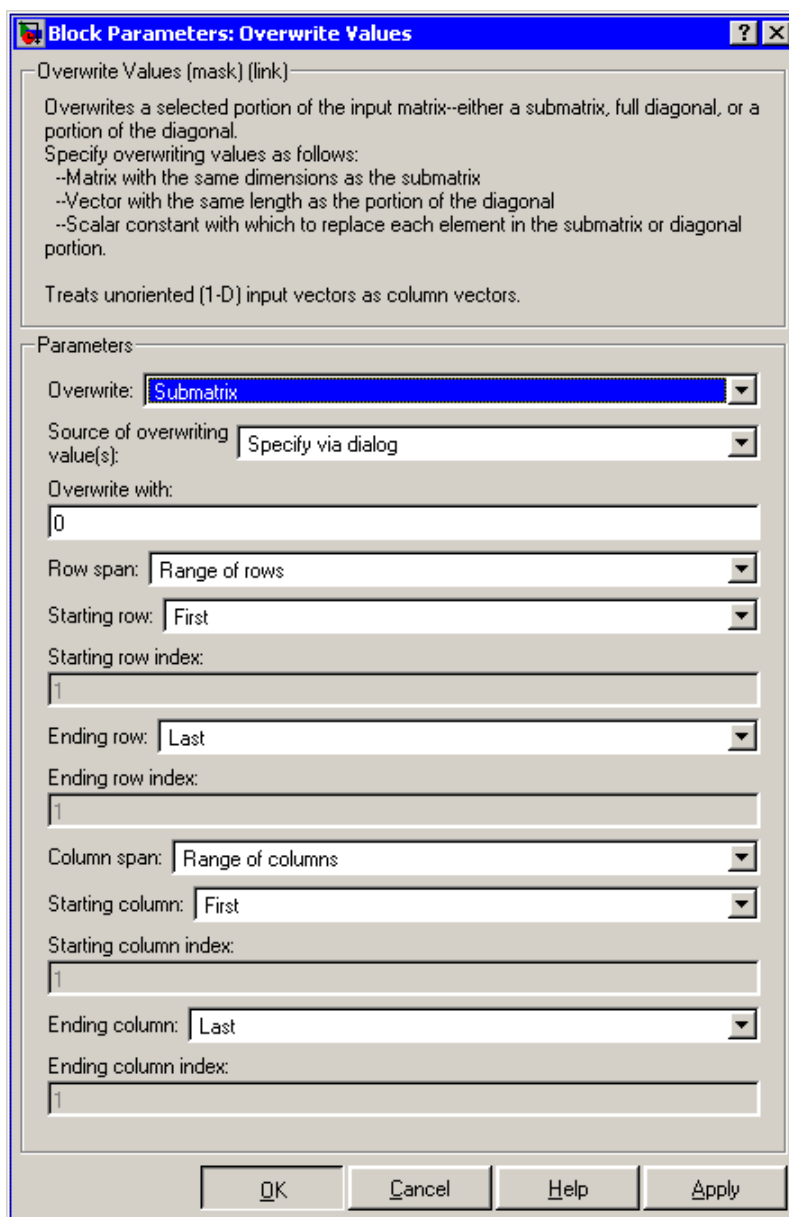 Block Parameters: Overwrite Values
Overwrite Values (mask) (link)
Overwrites a selected portion of the input matrix--either a submatrix, full diagonal, or a
portion of the diagonal.
Specify overwriting values as follows:
--Matrix with the same dimensions as the submatrix
--Vector with the same length as the portion of the diagonal
--Scalar constant with which to replace each element in the submatrix or diagonal
portion.
Treats unoriented (1-D) input vectors as column vectors.
Parameters
Overwrite: Submatrix
Source of overwriting
value(s): Specify via dialog
Overwrite with:
0
Row span: Range of rows
Starting row: First
Starting row index:
1
Ending row: Last
Ending row index:
1
Column span: Range of columns
Starting column: First
Starting column index:
1
Ending column: Last
Ending column index:
1
OK Cancel Help Apply